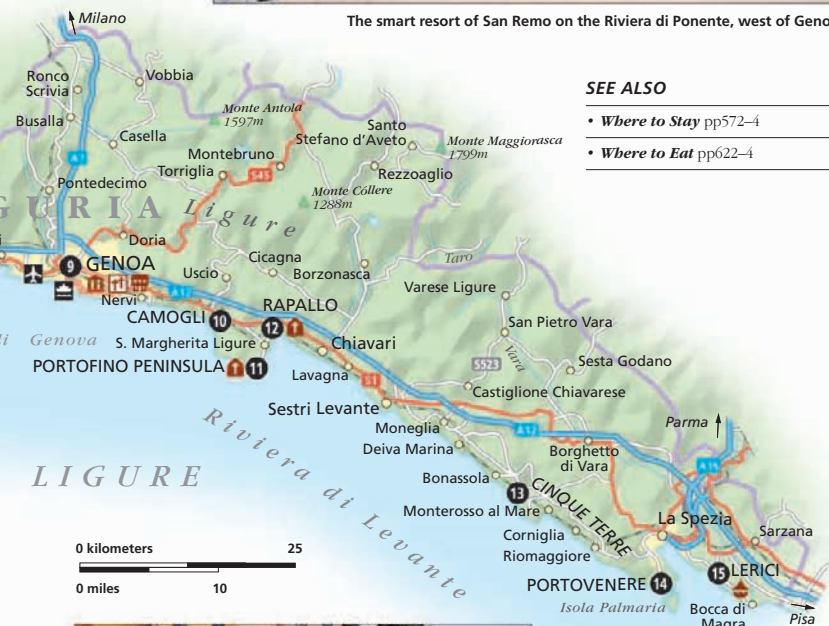 The smart resort of San Remo on the Riviera di Ponente, west of
Milano
SEE ALSO
• Where to Stay pp572–4
• Where to Eat pp622–4
Ronco
Scrivia
Vobbia
Busalla
Monte Antola
1597m
Casella
Santo
Stefano d'Aveto
Monte Maggiorasca
1799m
Montebruno
Torriglia
S45
Rezzoaglio
A7
Pontedecimo
Monte Cóllere
1288m
Ligure
Doria
Taro
9
GENOA
Cicagna
Uscio
Borzonasca
Varese Ligure
A12
Nervi
RAPALLO
CAMOGLI
10
12
San Pietro Vara
di Genova
S. Margherita Ligure
Chiavari
Vara
S523
Sesta Godano
PORTOFINO PENINSULA
11
Lavagna
S1
Castiglione Chiavarese
Sestri Levante
Riviera di Levante
Moneglia
A12
Parma
Deiva Marina
Borghetto
di Vara
A15
LIGURE
Bonassola
13
CINQUE TERRE
Monterosso al Mare
La Spezia
Sarzana
Corniglia
Riomaggiore
0 kilometers
25
0 miles
10
PORTOVENERE
14
15
LERICI
Isola Palmaria
Bocca di
Magra
Pisa